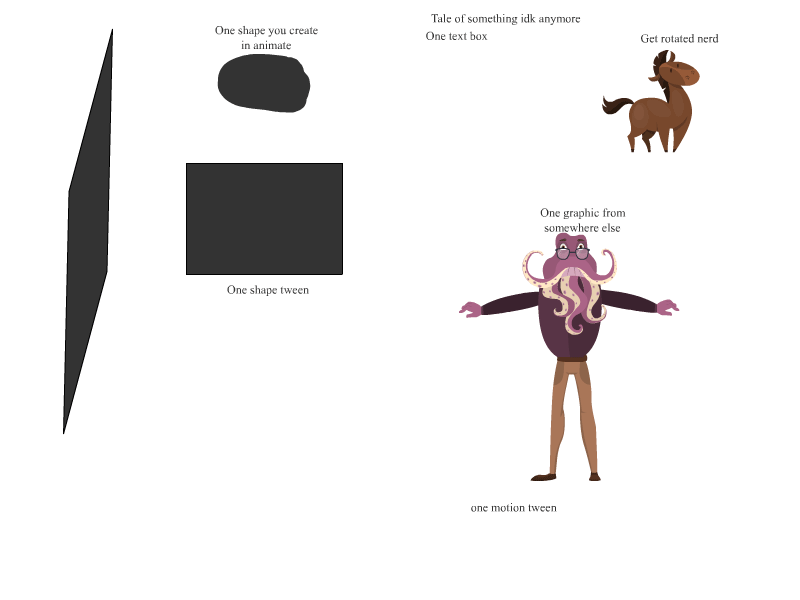 Tale of something idk anymore
One text box
One shape you create
in animate
Get rotated nerd
One graphic from
somewhere else
One shape tween
one motion tween